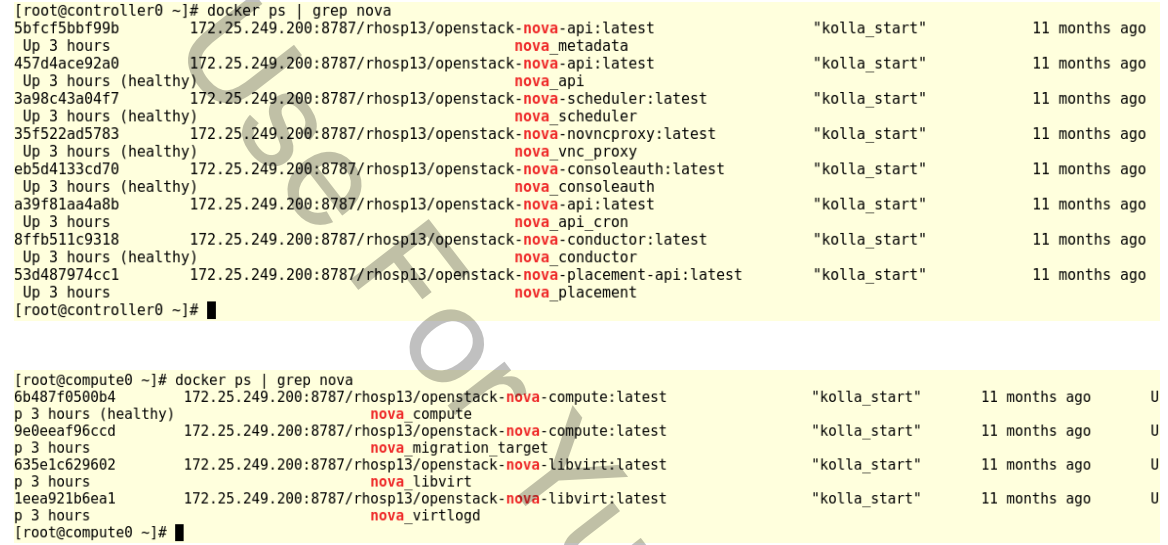 [root@controller0 ~]# docker ps | grep nova
5bfcf5bbf99b 172.25.249.200:8787/rhosp13/openstack-nova-api:latest "kolla_start" 11 months ago
Up 3 hours nova_metadata
457d4ace92a0 172.25.249.200:8787/rhosp13/openstack-nova-api:latest "kolla_start" 11 months ago
Up 3 hours (healthy) nova_api
3a98c43a04f7 172.25.249.200:8787/rhosp13/openstack-nova-scheduler:latest "kolla_start" 11 months ago
Up 3 hours (healthy) nova_scheduler
35f522ad5783 172.25.249.200:8787/rhosp13/openstack-nova-novncproxy:latest "kolla_start" 11 months ago
Up 3 hours (healthy) nova_vnc_proxy
eb5d4133cd70 172.25.249.200:8787/rhosp13/openstack-nova-consoleauth:latest "kolla_start" 11 months ago
Up 3 hours (healthy) nova_consoleauth
a39f81aa4a8b 172.25.249.200:8787/rhosp13/openstack-nova-api:latest "kolla_start" 11 months ago
Up 3 hours nova_api_cron
8ffb511c9318 172.25.249.200:8787/rhosp13/openstack-nova-conductor:latest "kolla_start" 11 months ago
Up 3 hours (healthy) nova_conductor
53d487974cc1 172.25.249.200:8787/rhosp13/openstack-nova-placement-api:latest "kolla_start" 11 months ago
Up 3 hours nova_placement
[root@controller0 ~]#
[root@compute0 ~]# docker ps | grep nova
6b487f0500b4 172.25.249.200:8787/rhosp13/openstack-nova-compute:latest "kolla_start" 11 months ago U
p 3 hours (healthy) nova_compute
9e0eeaf96ccd 172.25.249.200:8787/rhosp13/openstack-nova-compute:latest "kolla_start" 11 months ago U
p 3 hours nova_migration_target
635e1c629602 172.25.249.200:8787/rhosp13/openstack-nova-libvirt:latest "kolla_start" 11 months ago U
p 3 hours nova_libvirt
1eea921b6ea1 172.25.249.200:8787/rhosp13/openstack-nova-libvirt:latest "kolla_start" 11 months ago U
p 3 hours nova_virtlogd
[root@compute0 ~]#
Use For